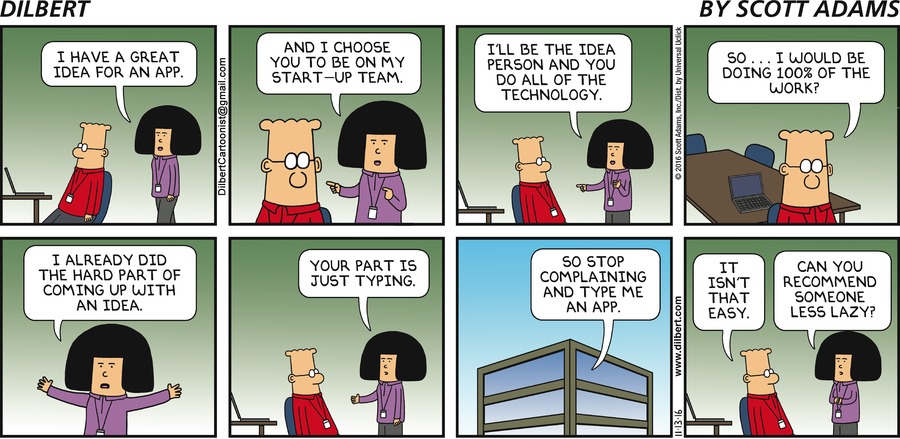 DILBERT
BY SCOTT ADAMS
I HAVE A GREAT
IDEA FOR AN APP.
DilbertCartoonist@gmail.com
AND I CHOOSE
YOU TO BE ON MY
START-UP TEAM.
I'LL BE THE IDEA
PERSON AND YOU
DO ALL OF THE
TECHNOLOGY.
© 2016 Scott Adams, Inc./Dist. by Universal Uclick
SO ... I WOULD BE
DOING 100% OF THE
WORK?
I ALREADY DID
THE HARD PART OF
COMING UP WITH
AN IDEA.
YOUR PART IS
JUST TYPING.
SO STOP
COMPLAINING
AND TYPE ME
AN APP.
11-13-16
www.dilbert.com
IT
ISN'T
THAT
EASY.
CAN YOU
RECOMMEND
SOMEONE
LESS LAZY?